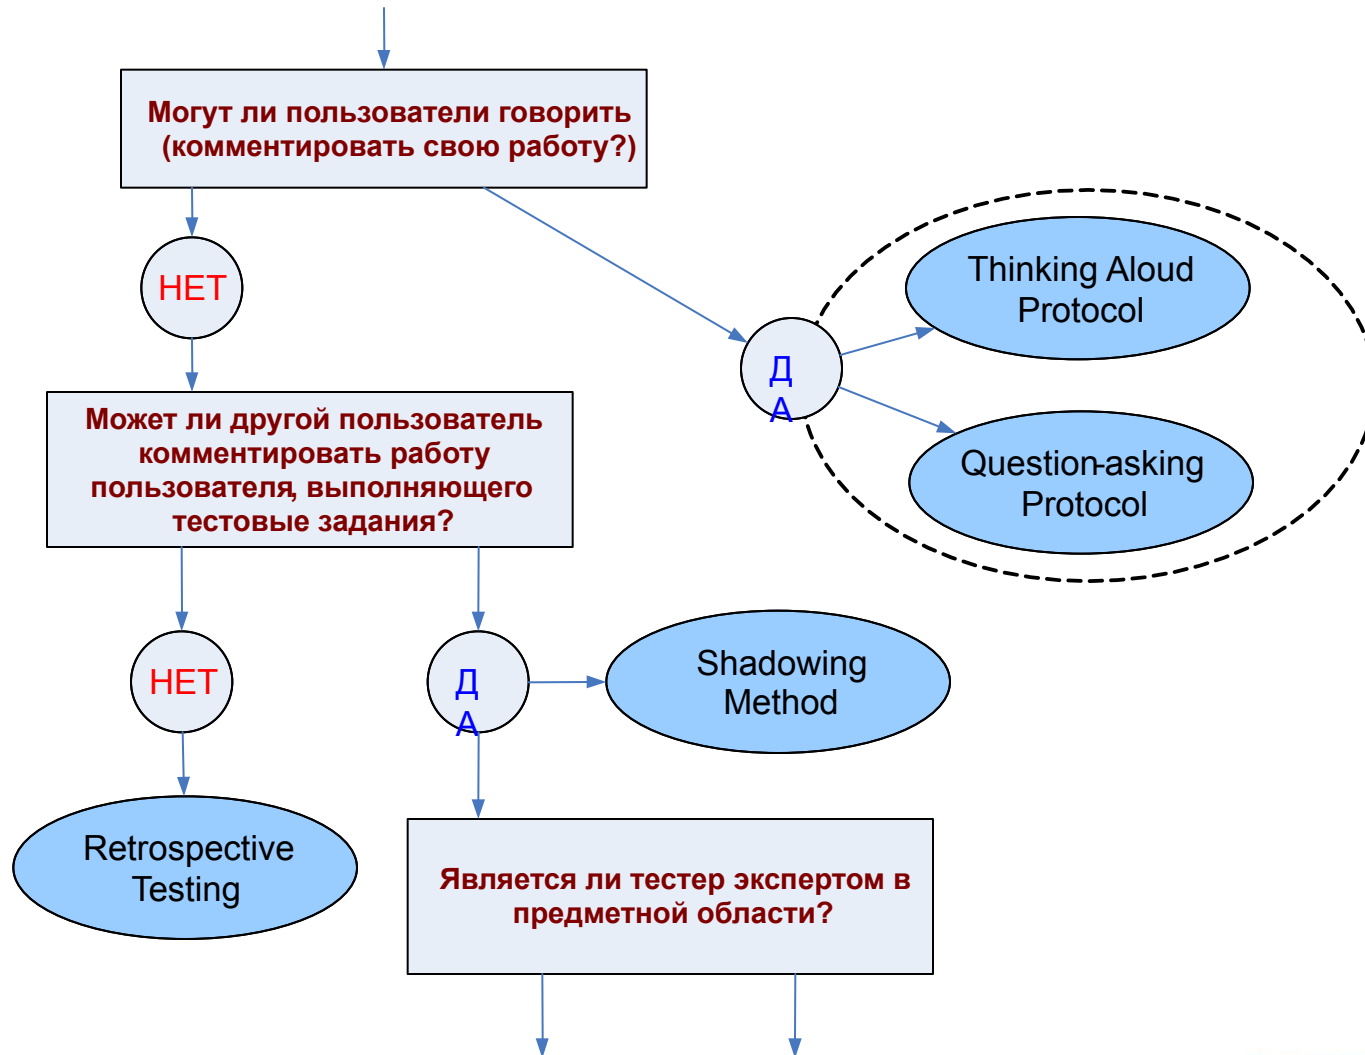 Могут ли пользователи говорить
(комментировать свою работу?)
НЕТ
Thinking Aloud
Protocol
Д
А
Question-asking
Protocol
Может ли другой пользователь
комментировать работу
пользователя, выполняющего
тестовые задания?
НЕТ
Д
А
Shadowing
Method
Retrospective
Testing
Является ли тестер экспертом в
предметной области?